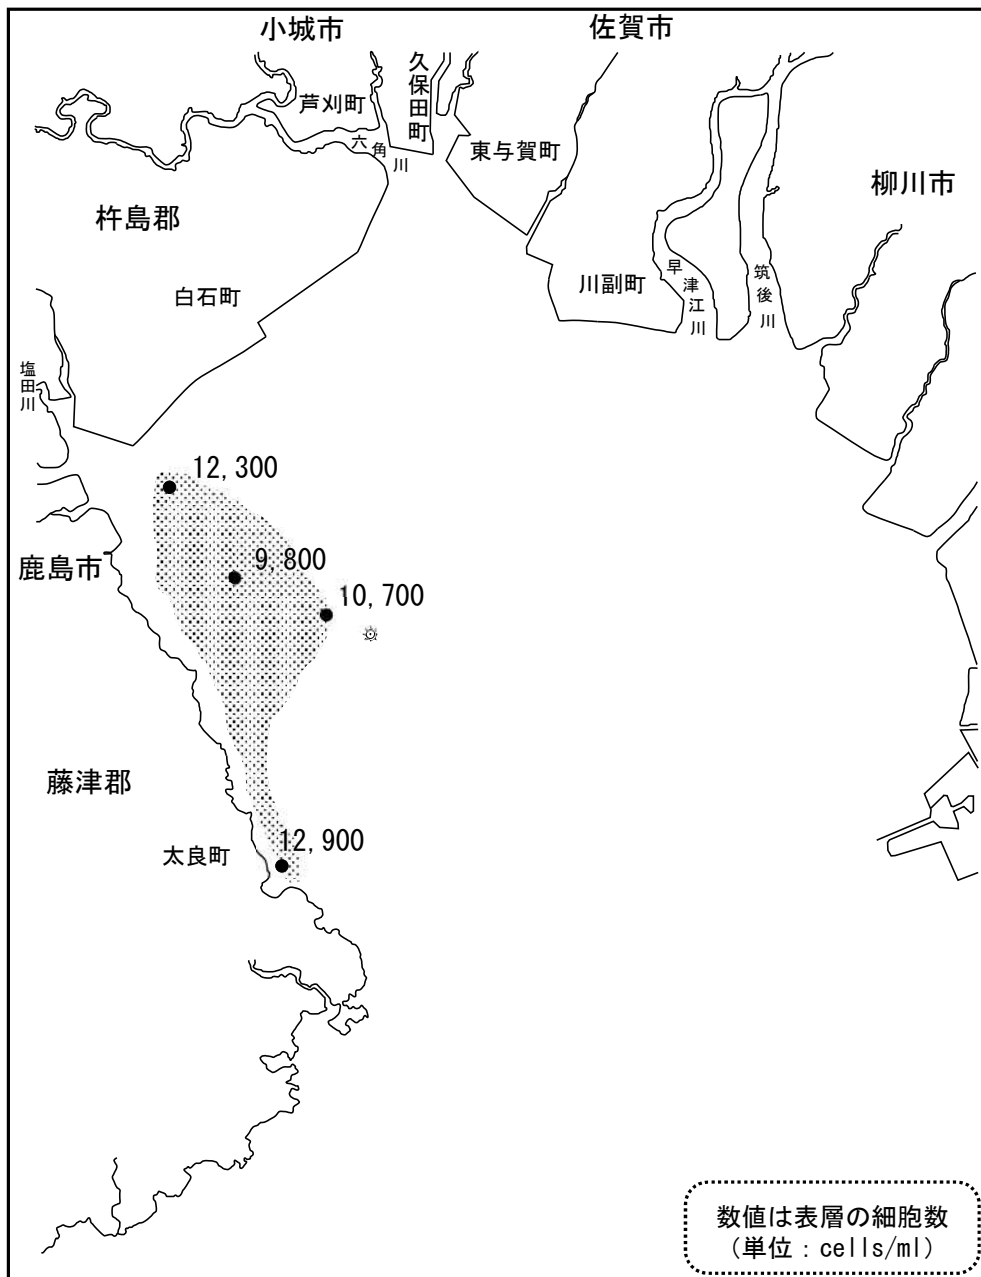 小城市
佐賀市
久保田町
芦刈町
六角川
東与賀町
柳川市
杵島郡
早津江川
筑後川
川副町
白石町
塩田川
12,300
9,800
鹿島市
10,700
藤津郡
12,900
太良町
数値は表層の細胞数
（単位：cells/ml）